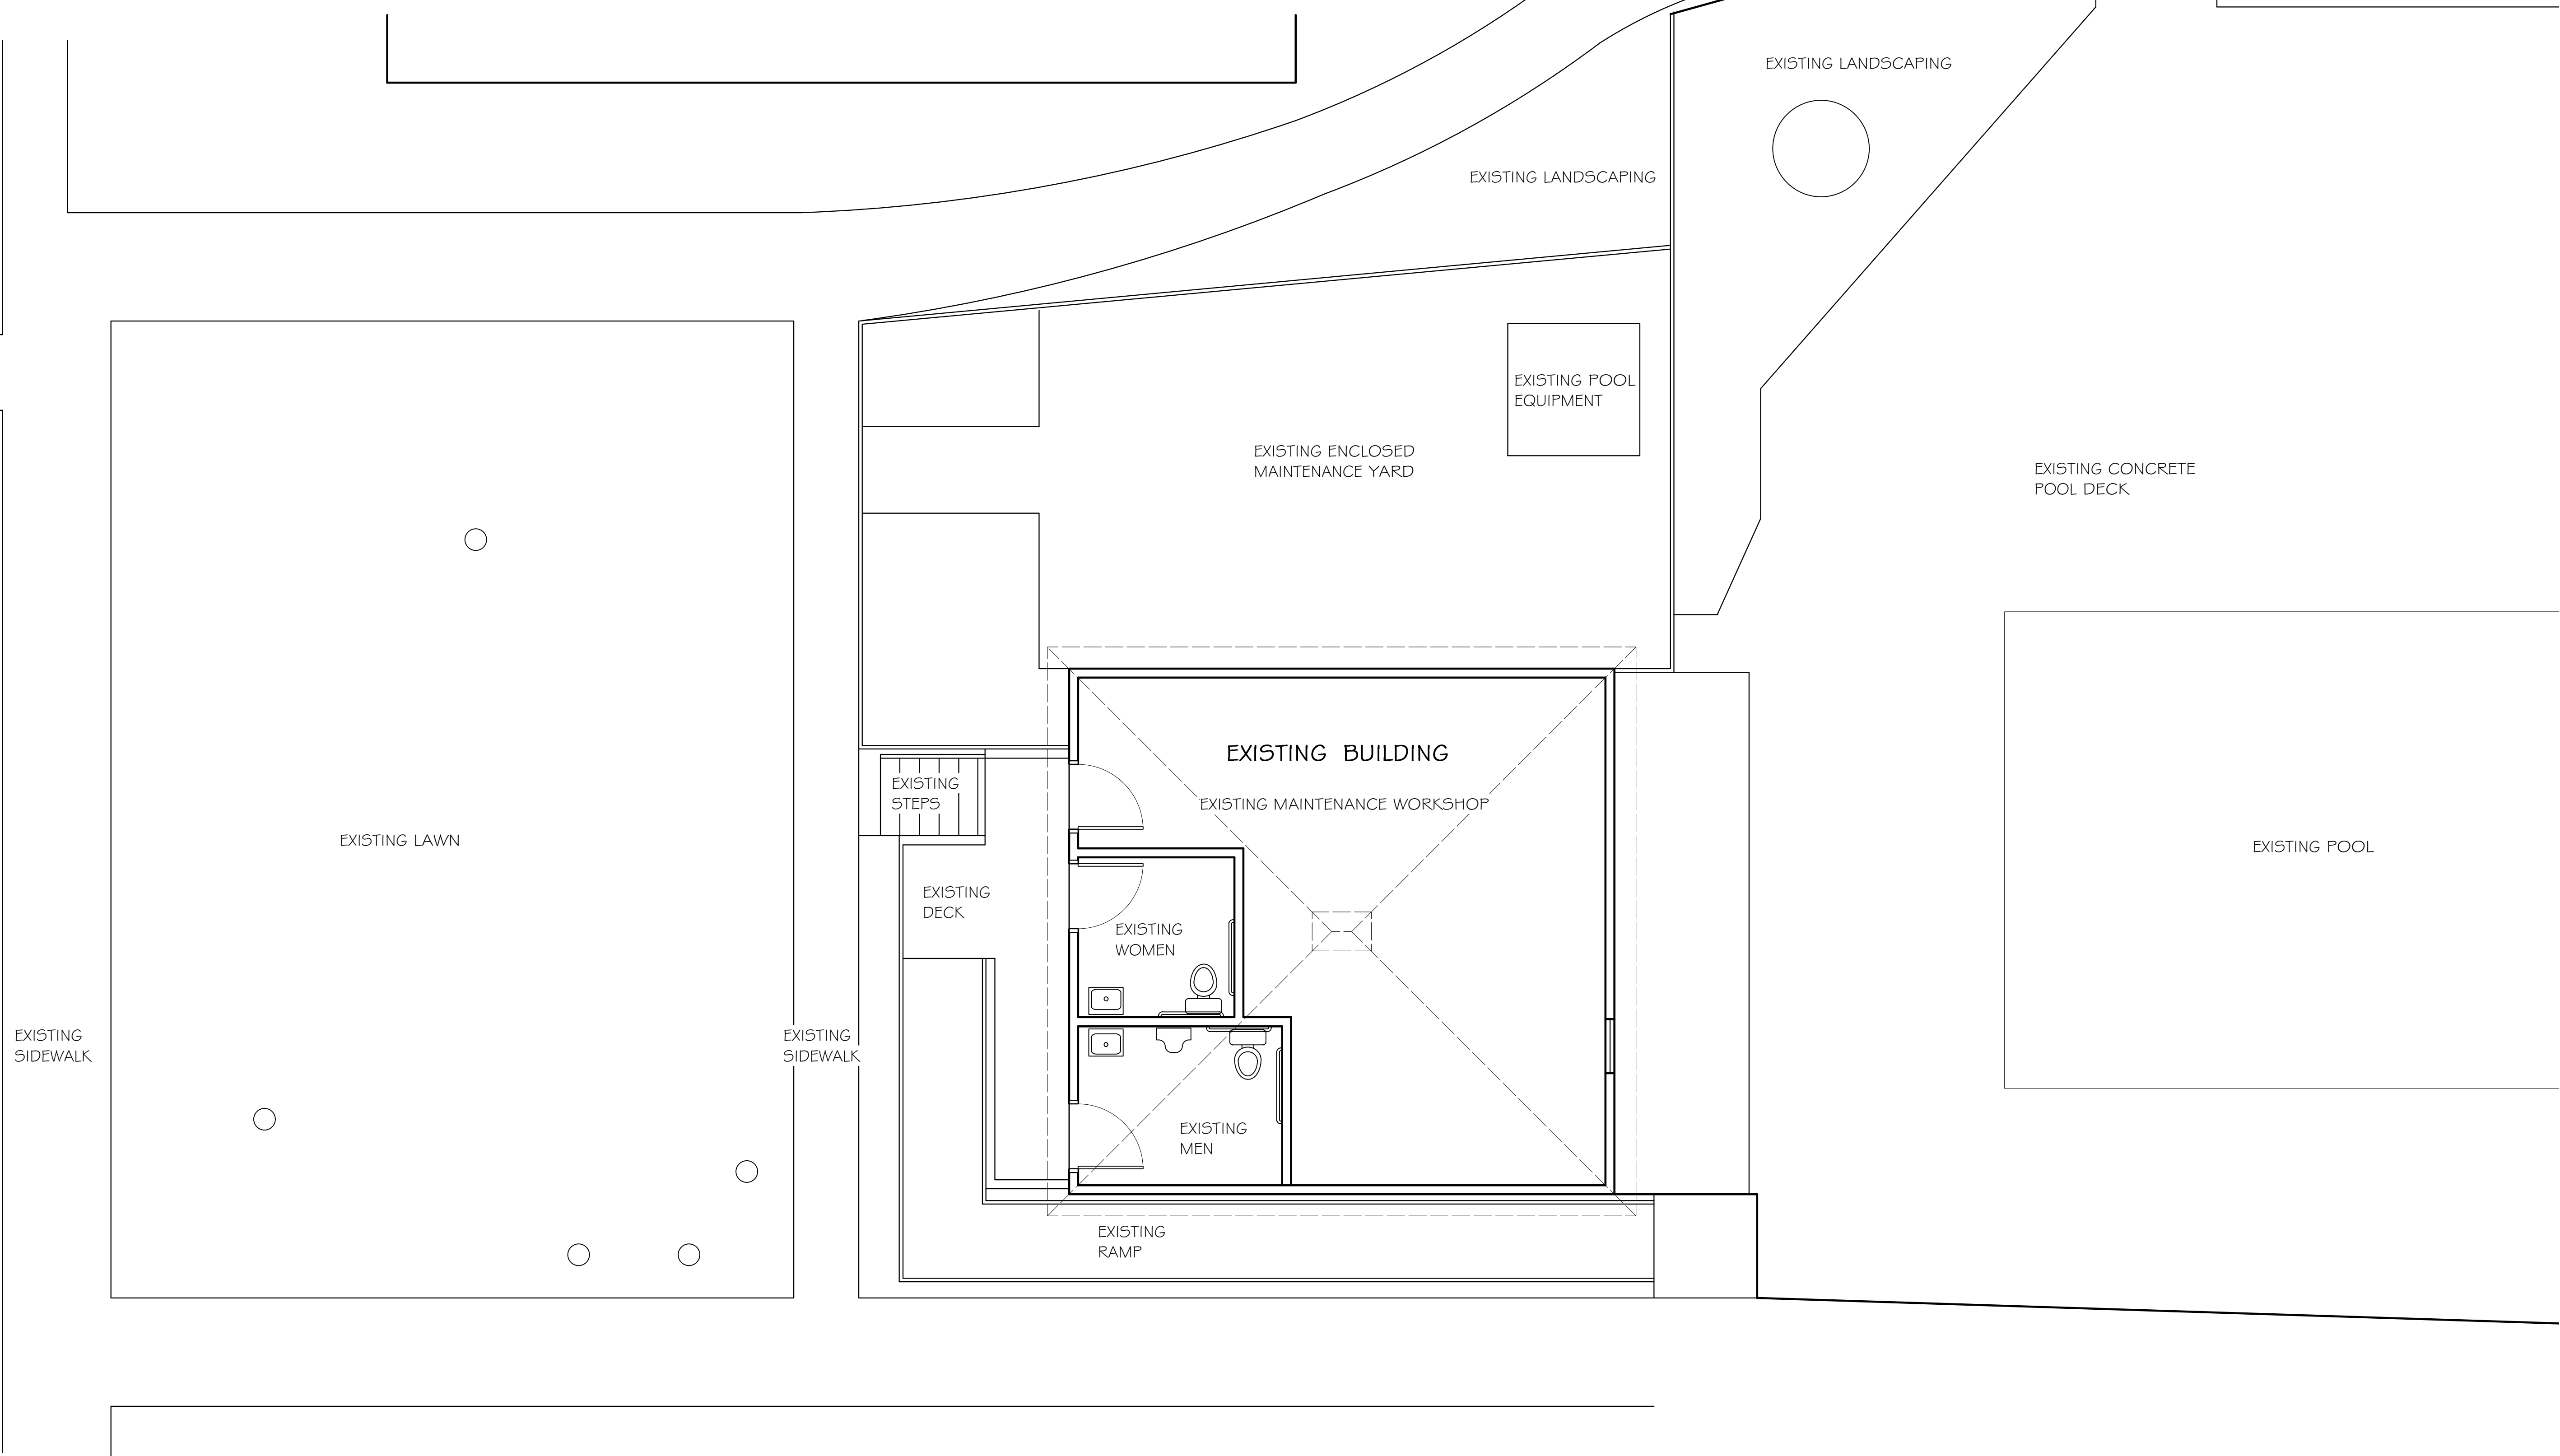 EXISTING LANDSCAPING
EXISTING LANDSCAPING
EXISTING POOL
EQUIPMENT
EXISTING ENCLOSED
MAINTENANCE YARD
EXISTING CONCRETE
POOL DECK
EXISTING BUILDING
EXISTING MAINTENANCE WORKSHOP
EXISTING
STEPS
EXISTING LAWN
EXISTING POOL
EXISTING
DECK
EXISTING
WOMEN
EXISTING
SIDEWALK
EXISTING
SIDEWALK
EXISTING
MEN
EXISTING
RAMP